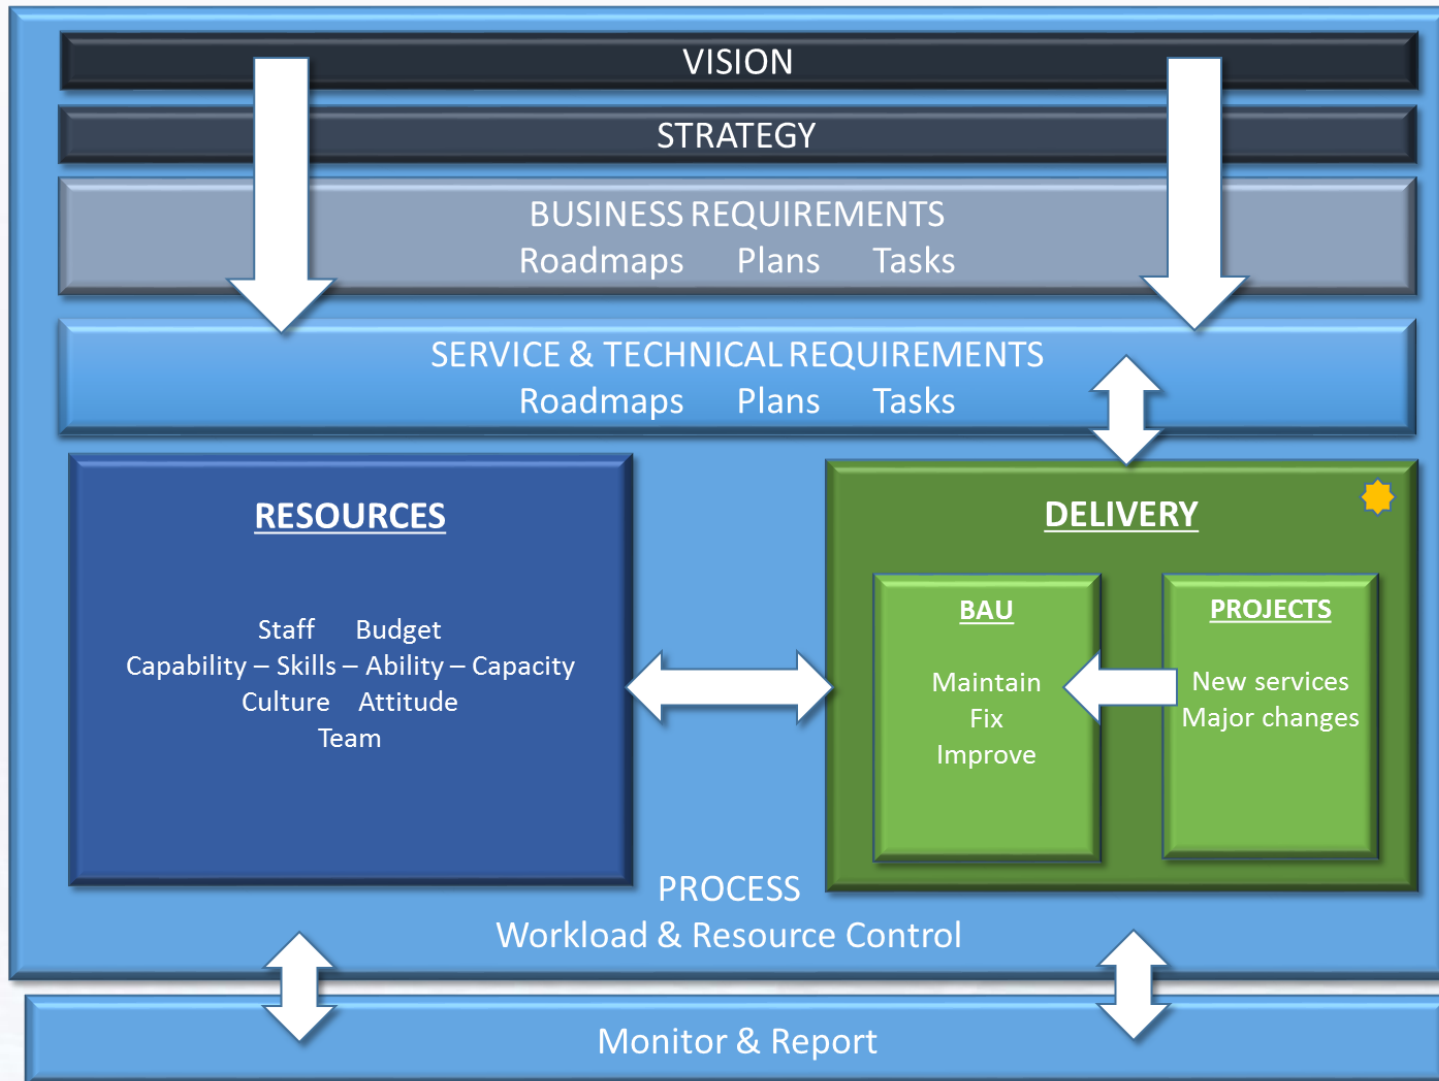 VISION
STRATEGY
BUSINESS REQUIREMENTS
Roadmaps Plans Tasks
SERVICE & TECHNICAL REQUIREMENTS
Roadmaps Plans Tasks
RESOURCES
Staff Budget
Capability – Skills – Ability – Capacity
Culture Attitude
Team
DELIVERY
BAU
Maintain
Fix
Improve
PROJECTS
New services
Major changes
PROCESS
Workload & Resource Control
Monitor & Report